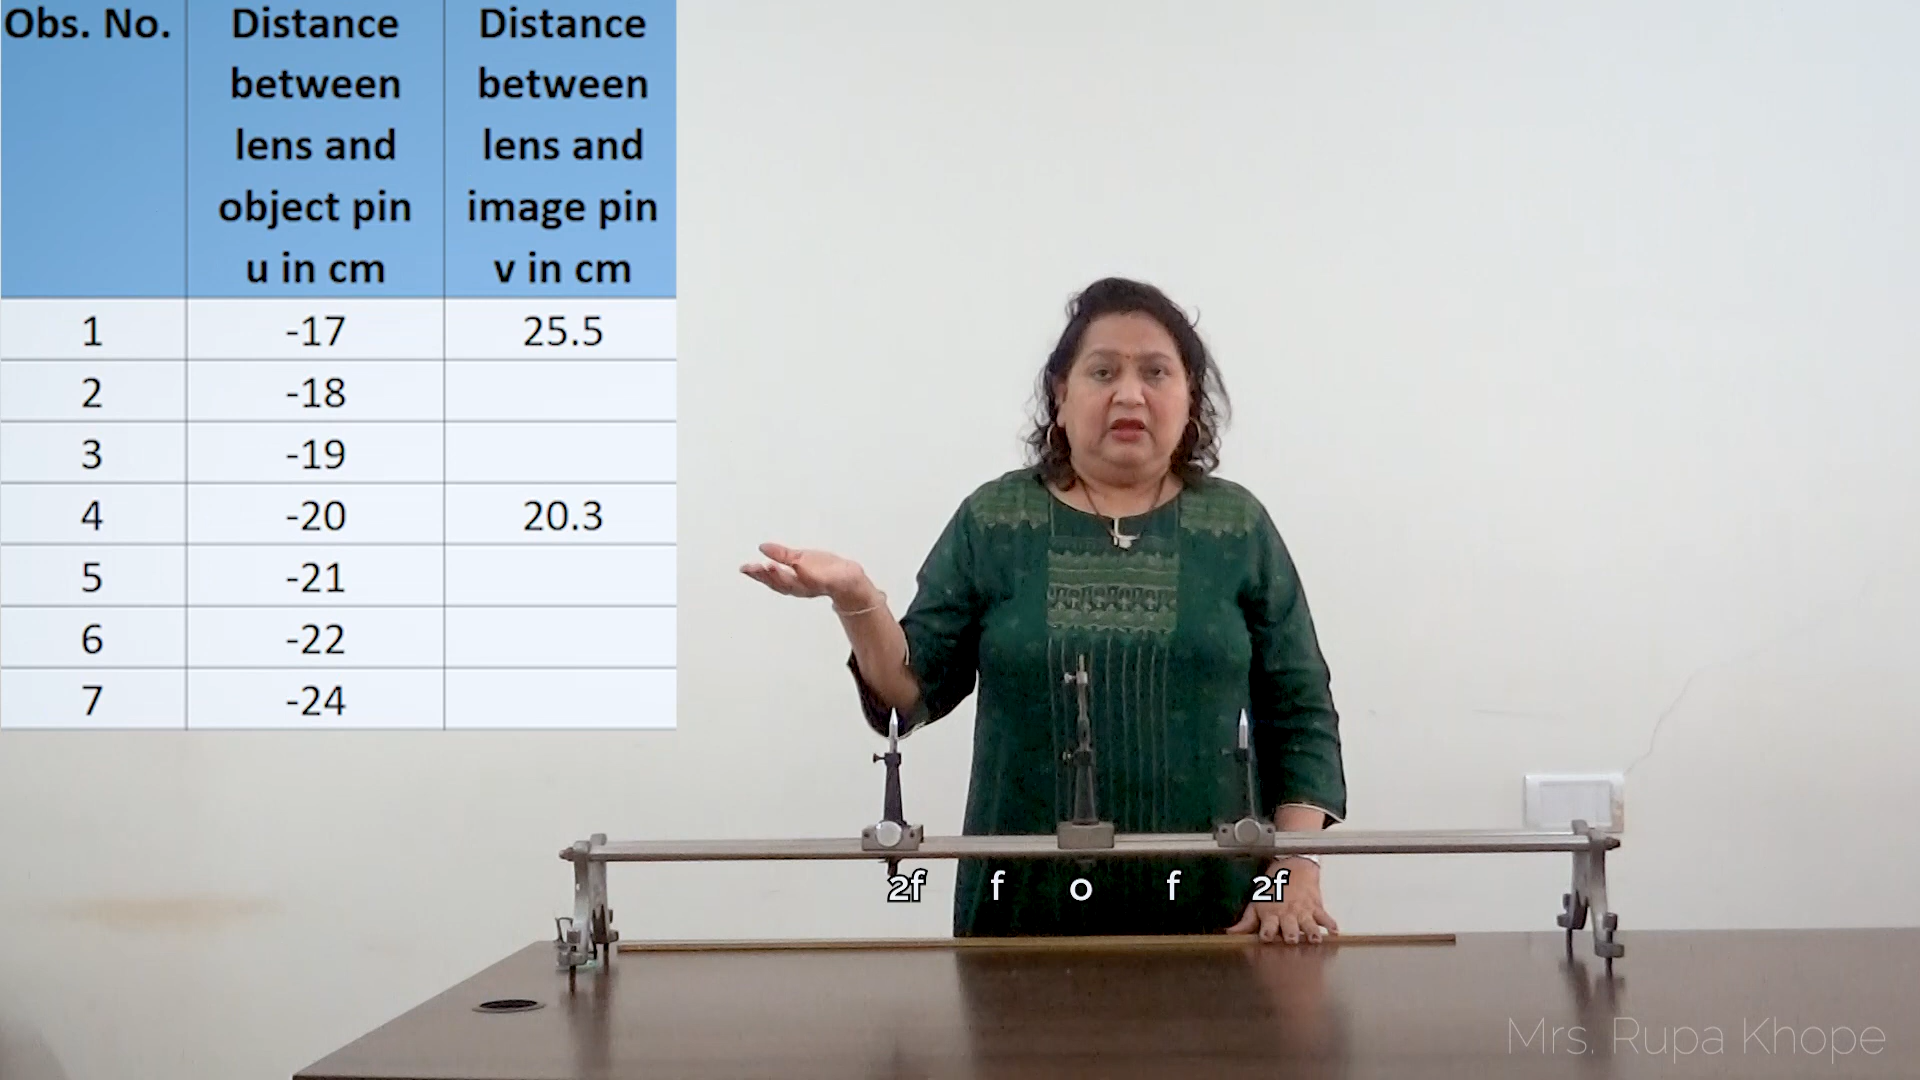 Obs. No. Distance between lens and object pin u in cm Distance between lens and image pin v in cm
1 -17 25.5
2 -18
3 -19
4 -20 20.3
5 -21
6 -22
7 -24
2f f o f 2f
Mrs. Rupa Khope